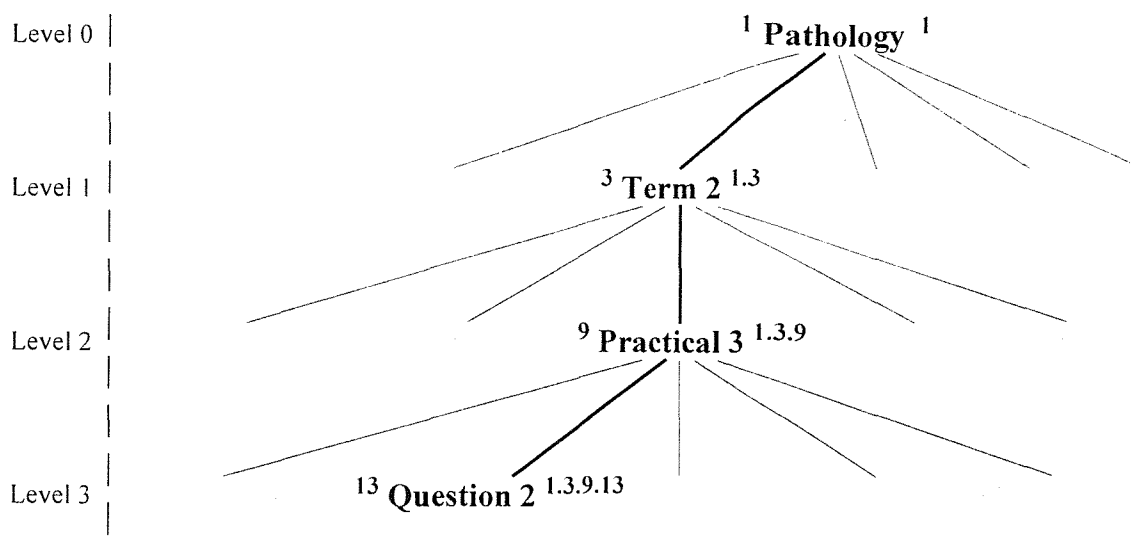 Level 0
1 Pathology 1
Level 1
3 Term 2 1.3
Level 2
9 Practical 3 1.3.9
Level 3
13 Question 2 1.3.9.13